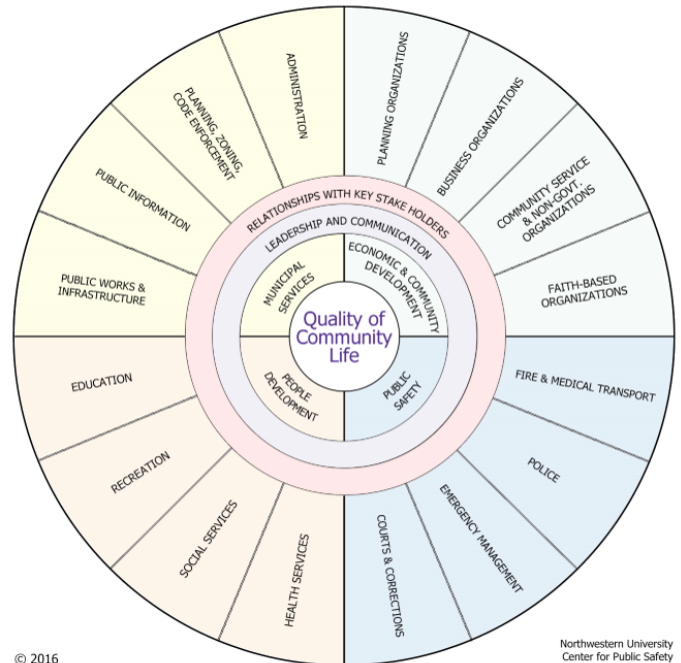 ADMINISTRATION
PLANNING, ZONING,
CODE ENFORCEMENT
PUBLIC INFORMATION
PUBLIC WORKS &
INFRASTRUCTURE
PLANNING ORGANIZATIONS
BUSINESS ORGANIZATIONS
COMMUNITY SERVICE
& NON-GOVT.
ORGANIZATIONS
FAITH-BASED
ORGANIZATIONS
RELATIONSHIPS WITH KEY STAKE HOLDERS
LEADERSHIP AND COMMUNICATION
MUNICIPAL
SERVICES
ECONOMIC & COMMUNITY
DEVELOPMENT
Quality of
Community
Life
PEOPLE
DEVELOPMENT
PUBLIC
SAFETY
EDUCATION
RECREATION
SOCIAL SERVICES
HEALTH SERVICES
FIRE & MEDICAL TRANSPORT
POLICE
EMERGENCY MANAGEMENT
COURTS & CORRECTIONS
© 2016
Northwestern University
Center for Public Safety